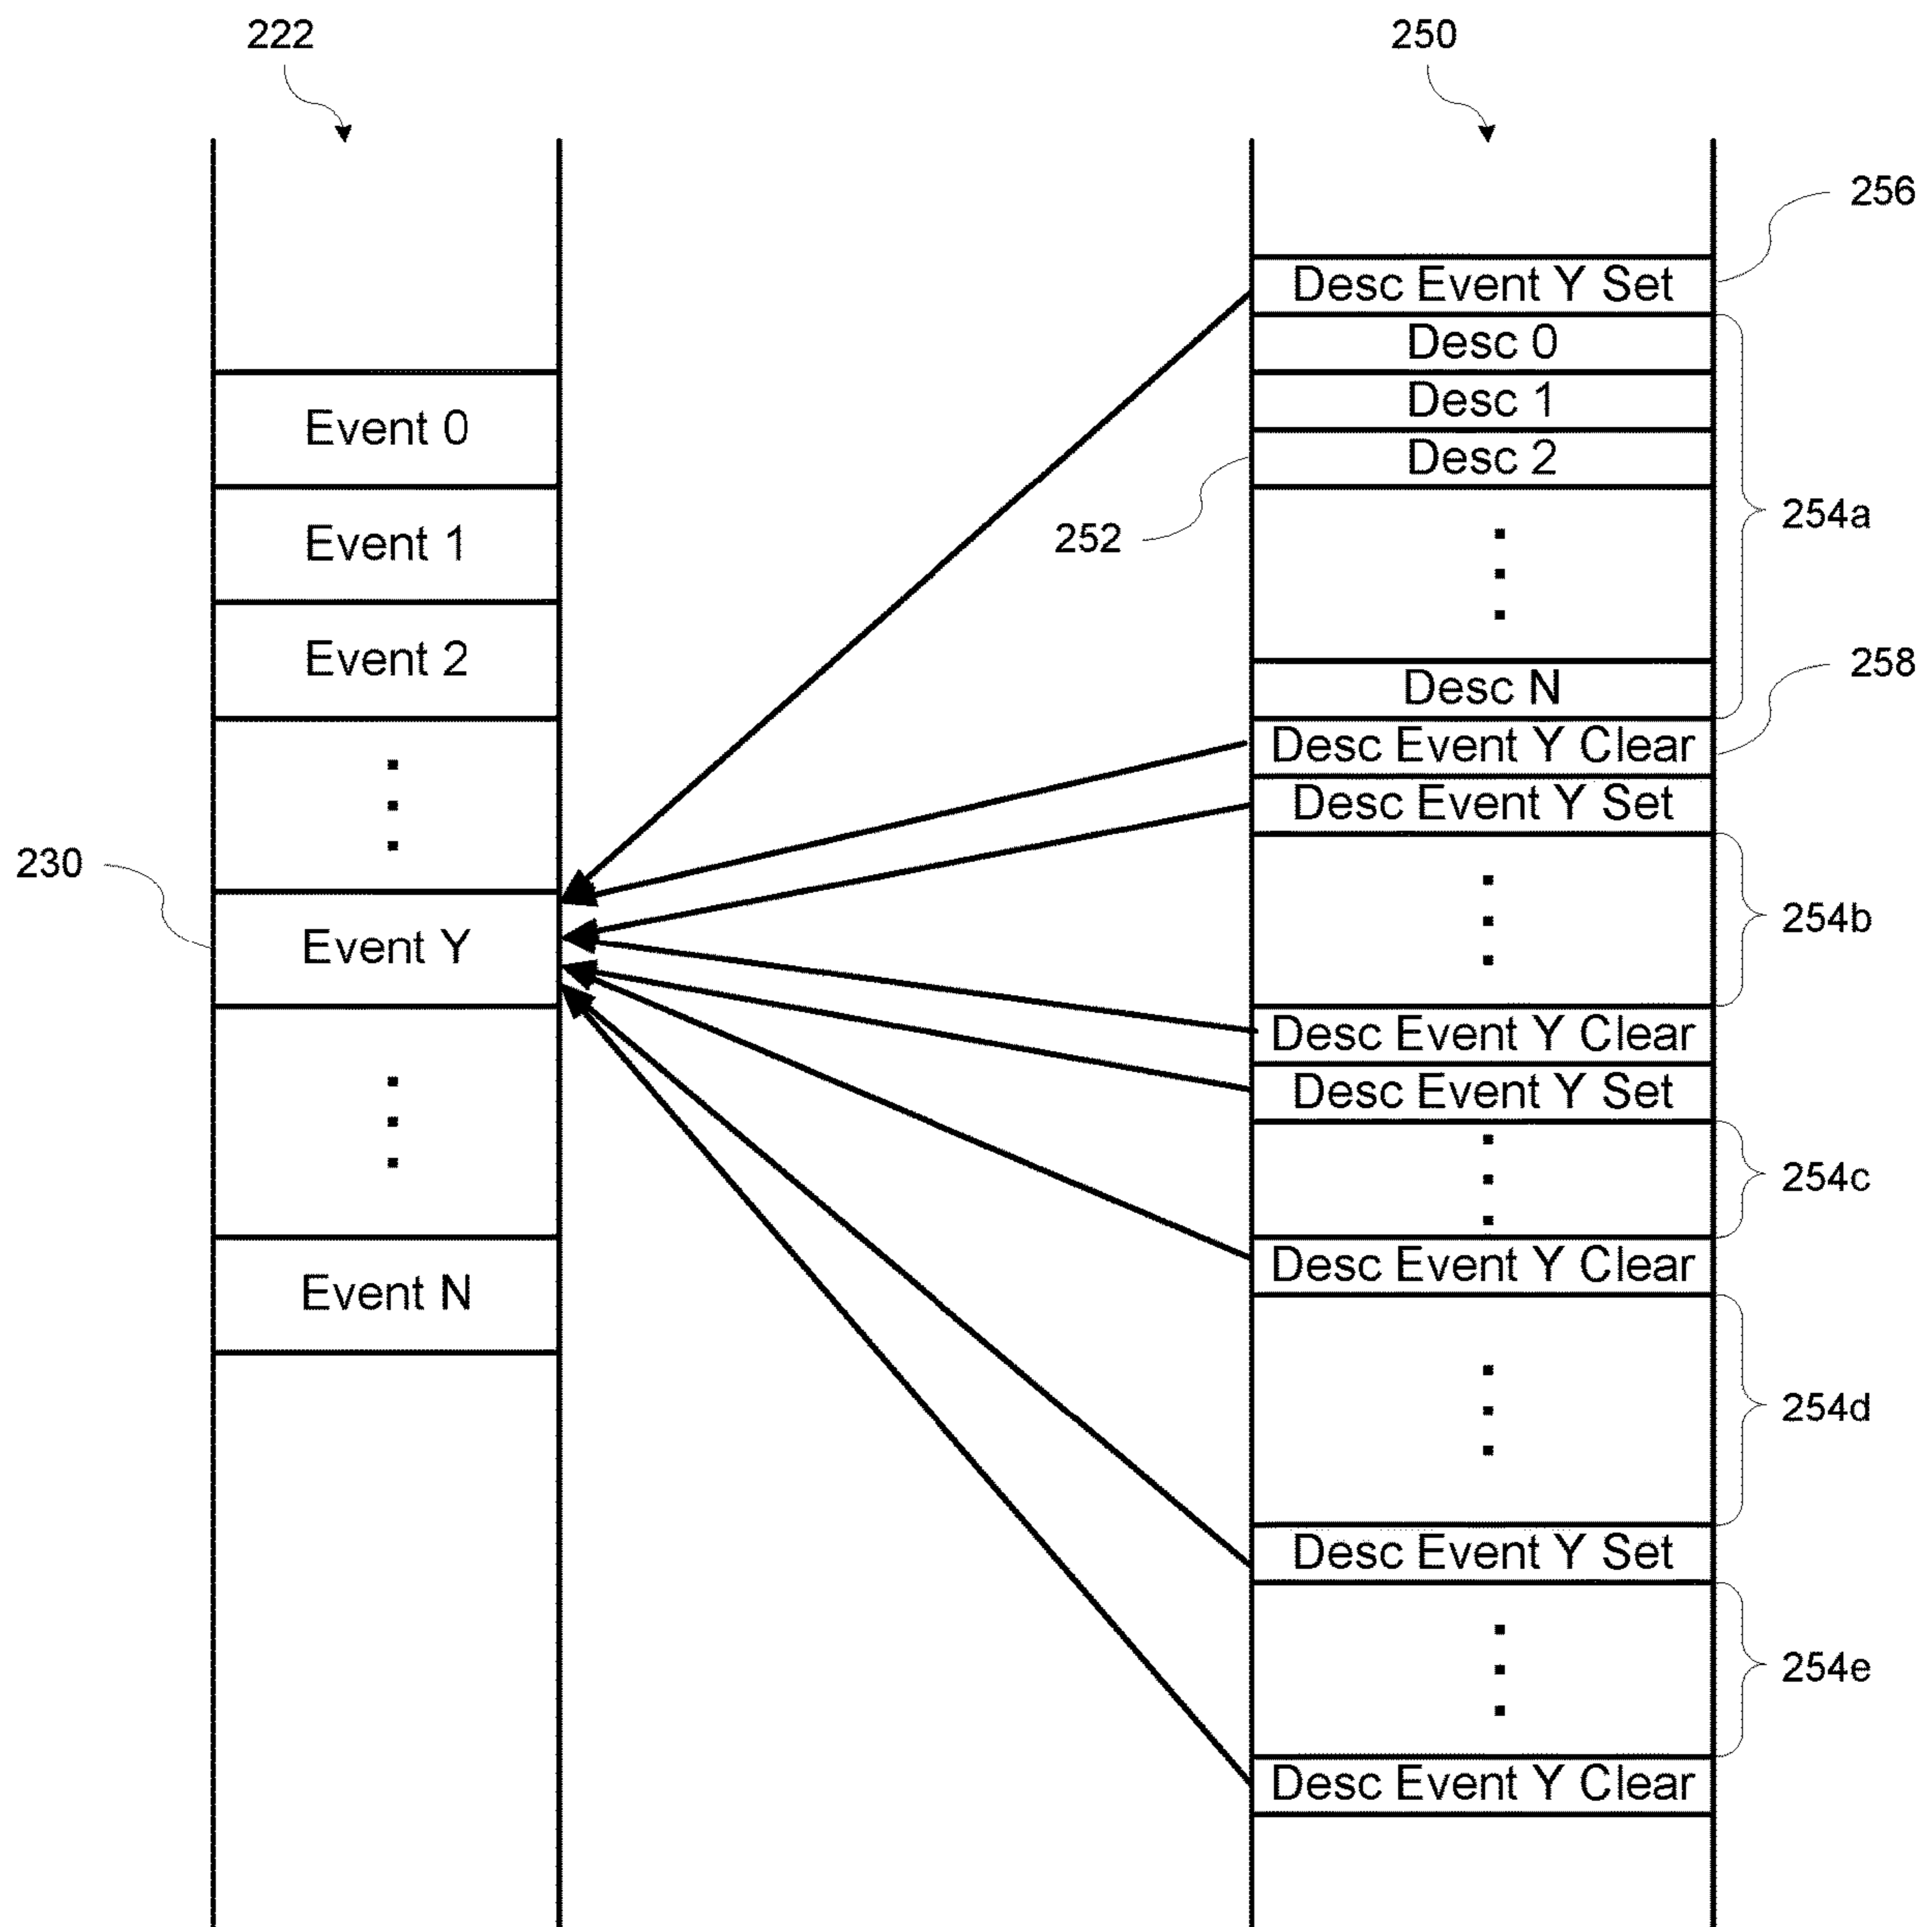 222
250
256
Desc Event Y Set
Desc 0
Desc 1
Desc 2
252
254a
Desc N
258
Desc Event Y Clear
Desc Event Y Set
254b
Desc Event Y Clear
Desc Event Y Set
254c
Desc Event Y Clear
254d
Desc Event Y Set
254e
Desc Event Y Clear
Event 0
Event 1
Event 2
230
Event Y
Event N